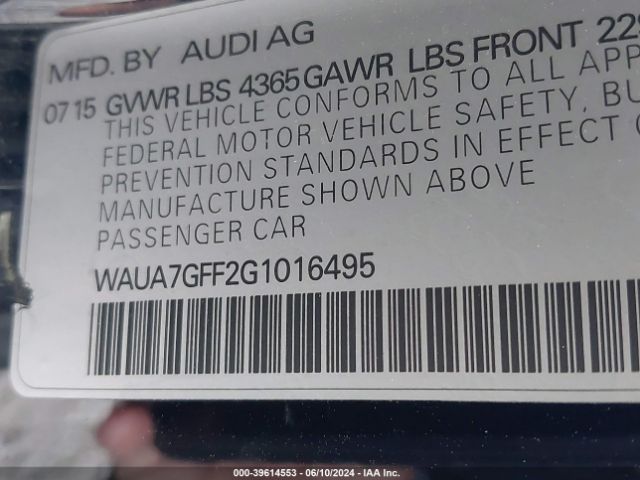 MFD. BY AUDI AG
07 15 GVWR LBS 4365 GAWR LBS FRONT
THIS VEHICLE CONFORMS TO ALL
FEDERAL MOTOR VEHICLE SAFETY,
PREVENTION STANDARDS IN EFFECT
MANUFACTURE SHOWN ABOVE
PASSENGER CAR
WAUA7GFF2G1016495
000-39614553 - 06/10/2024 - IAA Inc.